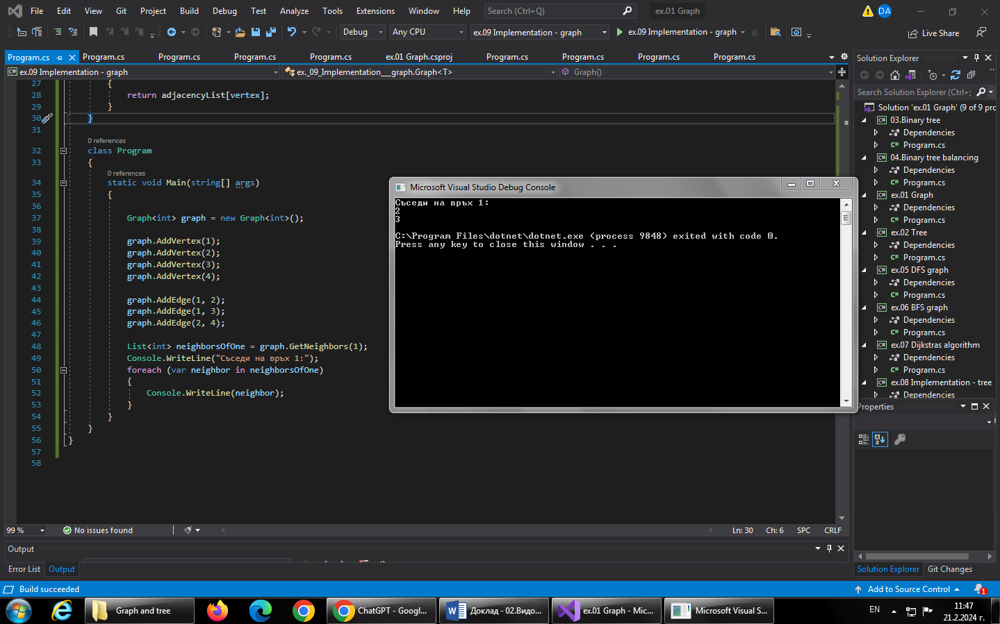 File Edit View Git Project Build Debug Test Analyze Tools Extensions Window Help Search (Ctrl+Q) ex.01 Graph DA
Debug Any CPU ex.09 Implementation - graph ex.09 Implementation - graph Live Share
Program.cs Program.cs Program.cs Program.cs Program.cs ex.01 Graph.csproj Program.cs Program.cs Program.cs Program.cs
ex.09 Implementation - graph ex._09_Implementation__graph.Graph<T> Graph()
27 {
28 return adjacencyList[vertex];
29 }
30 }
31
0 references
32 class Program
33 {
0 references
34 static void Main(string[] args)
35 {
36
37 Graph<int> graph = new Graph<int>();
38
39 graph.AddVertex(1);
40 graph.AddVertex(2);
41 graph.AddVertex(3);
42 graph.AddVertex(4);
43
44 graph.AddEdge(1, 2);
45 graph.AddEdge(1, 3);
46 graph.AddEdge(2, 4);
47
48 List<int> neighborsOfOne = graph.GetNeighbors(1);
49 Console.WriteLine("Съседи на връх 1:");
50 foreach (var neighbor in neighborsOfOne)
51 {
52 Console.WriteLine(neighbor);
53 }
54 }
55 }
56 }
57
58
Microsoft Visual Studio Debug Console
Съседи на връх 1:
2
3
C:\Program Files\dotnet\dotnet.exe (process 9848) exited with code 0.
Press any key to close this window . . .
Solution Explorer
Search Solution Explorer (Ctrl+;
Solution 'ex.01 Graph' (9 of 9 pro
03.Binary tree
Dependencies
Program.cs
04.Binary tree balancing
Dependencies
Program.cs
ex.01 Graph
Dependencies
Program.cs
ex.02 Tree
Dependencies
Program.cs
ex.05 DFS graph
Dependencies
Program.cs
ex.06 BFS graph
Dependencies
Program.cs
ex.07 Dijkstras algorithm
Dependencies
Program.cs
ex.08 Implementation - tree
Dependencies
Properties
99 % No issues found Ln: 30 Ch: 6 SPC CRLF
Output
Error List Output
Solution Explorer Git Changes
Build succeeded Add to Source Control 1
Graph and tree ChatGPT - Googl... Доклад - 02.Видо... ex.01 Graph - Mic... Microsoft Visual S... EN 11:47
21.2.2024 г.